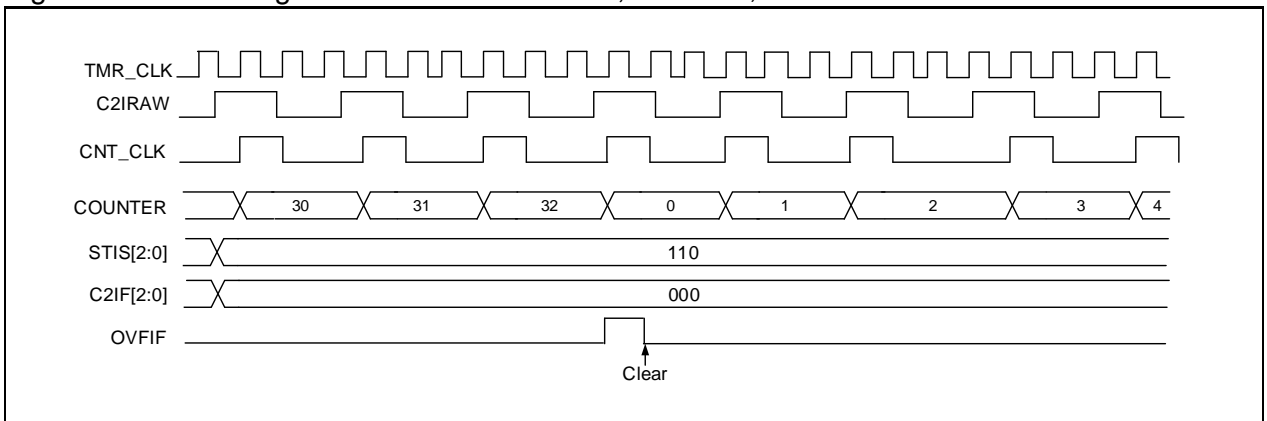 TMR_CLK
C2IRAW
CNT_CLK
COUNTER 30 31 32 0 1 2 3 4
STIS[2:0] 110
C2IF[2:0] 000
OVFIF
Clear